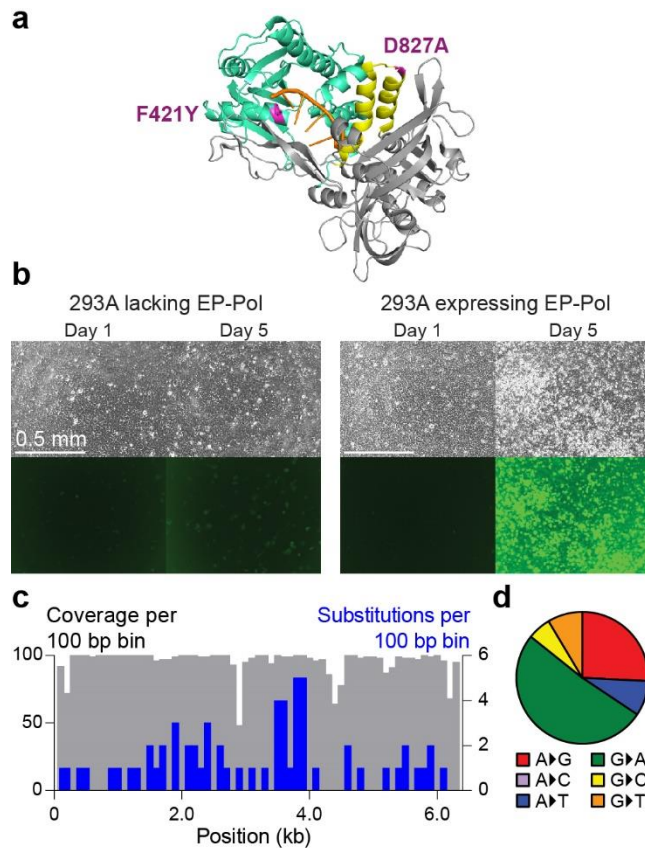 a
D827A
F421Y
b
293A lacking EP-Pol
293A expressing EP-Pol
Day 1
Day 5
Day 1
Day 5
0.5 mm
c
Coverage per
100 bp bin
Substitutions per
100 bp bin
100
50
0
6
4
2
0
0
2.0
4.0
6.0
Position (kb)
d
A▶G
G▶A
A▶C
G▶C
A▶T
G▶T